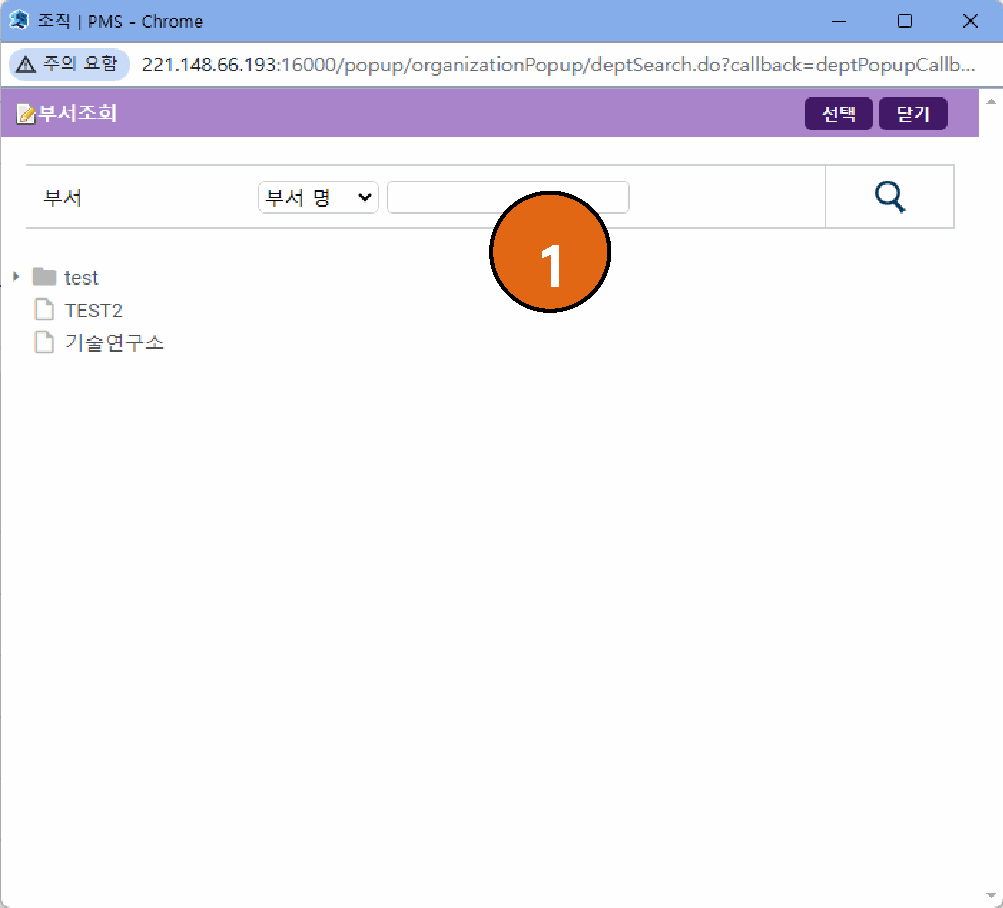 조직 | PMS - Chrome
주의 요함 221.148.66.193:16000/popup/organizationPopup/deptSearch.do?callback=deptPopupCallb...
부서조회 선택 닫기
부서 부서 명
1
test
TEST2
기술연구소